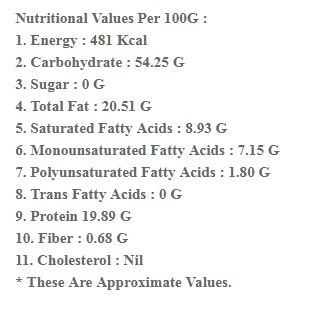 Nutritional Values Per 100G :
1. Energy : 481 Kcal
2. Carbohydrate : 54.25 G
3. Sugar : 0 G
4. Total Fat : 20.51 G
5. Saturated Fatty Acids : 8.93 G
6. Monounsaturated Fatty Acids : 7.15 G
7. Polyunsaturated Fatty Acids : 1.80 G
8. Trans Fatty Acids : 0 G
9. Protein 19.89 G
10. Fiber : 0.68 G
11. Cholesterol : Nil
* These Are Approximate Values.